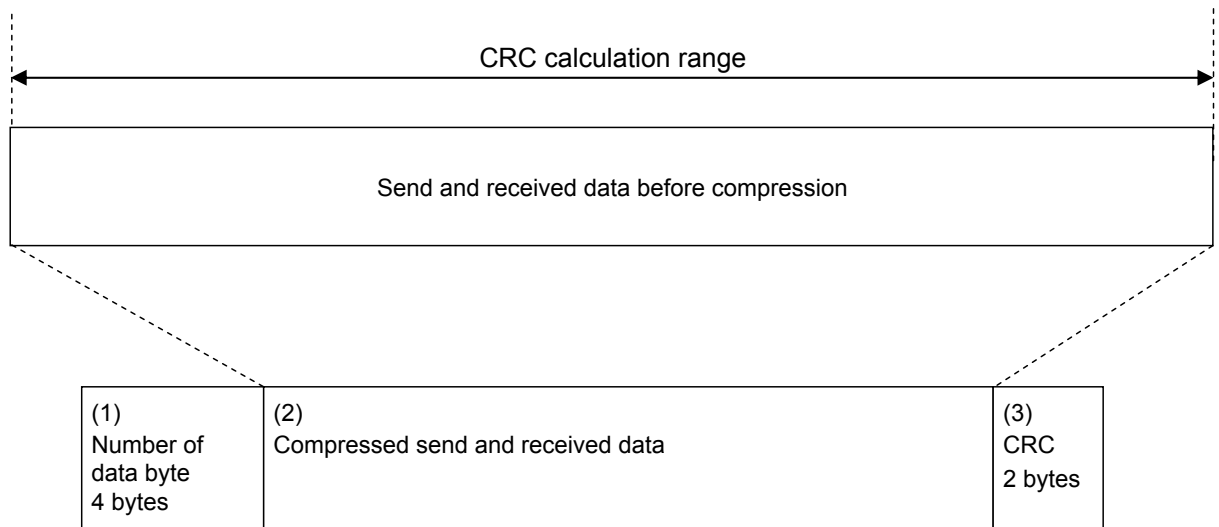 CRC calculation range
Send and received data before compression
(1)
Number of
data byte
4 bytes
(2)
Compressed send and received data
(3)
CRC
2 bytes